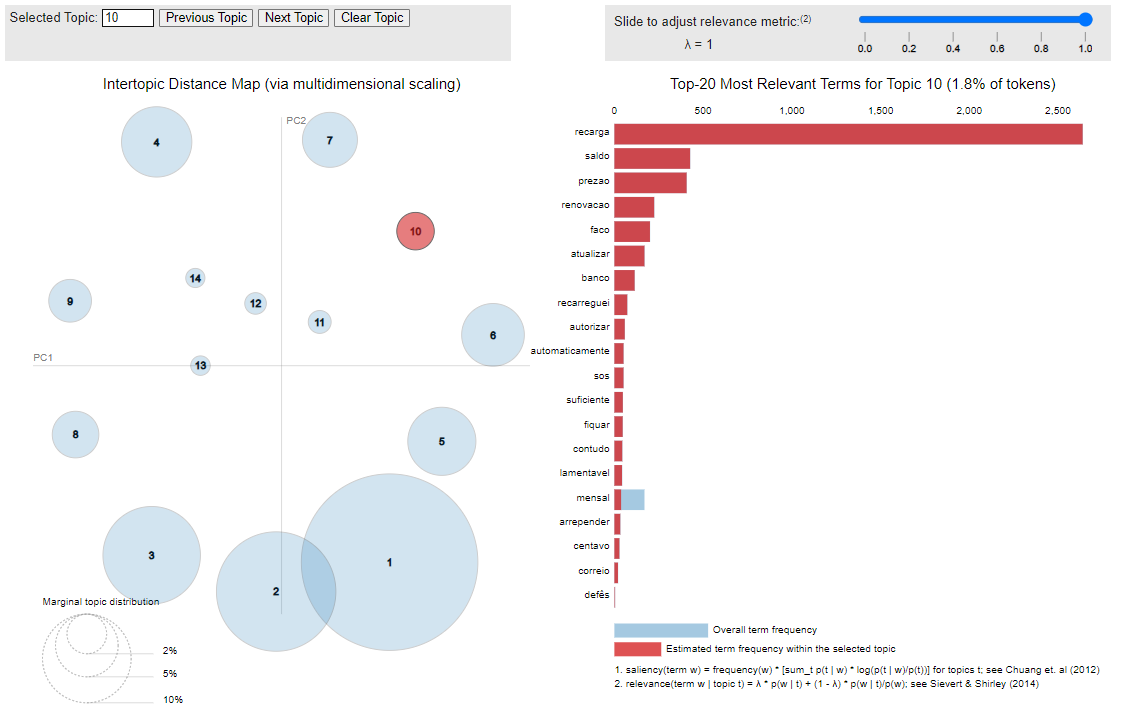 Selected Topic: 10 Previous Topic Next Topic Clear Topic
Slide to adjust relevance metric:(2)
λ = 1
0.0 0.2 0.4 0.6 0.8 1.0
Intertopic Distance Map (via multidimensional scaling)
PC2
PC1
4
7
10
14
9
12
11
6
13
8
5
3
1
2
Marginal topic distribution
2%
5%
10%
Top-20 Most Relevant Terms for Topic 10 (1.8% of tokens)
0 500 1,000 1,500 2,000 2,500
recarga
saldo
prezao
renovacao
faco
atualizar
banco
recarreguei
autorizar
automaticamente
sos
suficiente
fiquar
contudo
lamentavel
mensal
arrepender
centavo
correio
defês
Overall term frequency
Estimated term frequency within the selected topic
1. saliency(term w) = frequency(w) * [sum_t p(t | w) * log(p(t | w)/p(t))] for topics t; see Chuang et. al (2012)
2. relevance(term w | topic t) = λ * p(w | t) + (1 - λ) * p(w | t)/p(w); see Sievert & Shirley (2014)